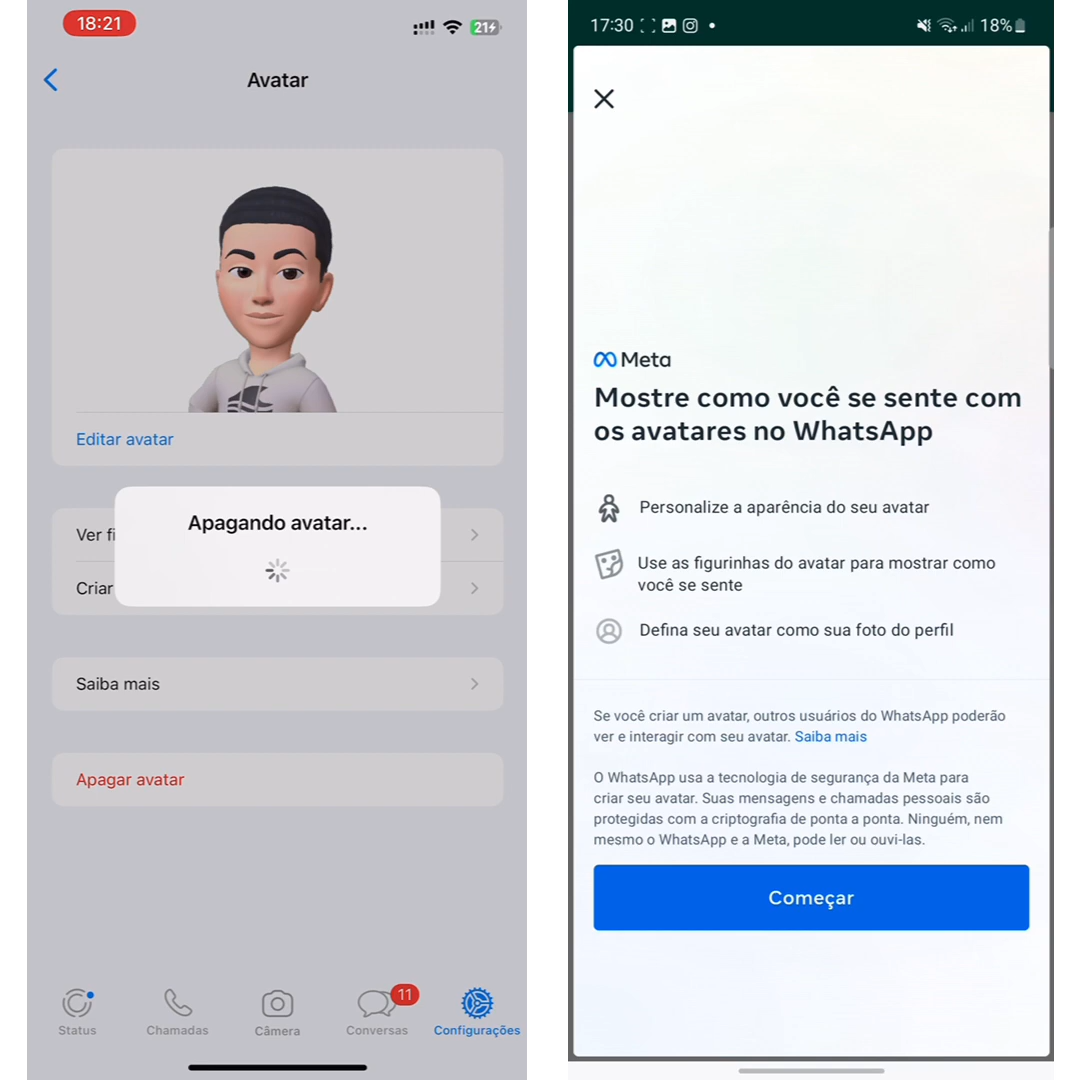 18:21
21
Avatar
Editar avatar
Ver fi
Apagando avatar...
Criar
Saiba mais
Apagar avatar
Status
Chamadas
Câmera
11
Conversas
Configurações
17:30
18%
Meta
Mostre como você se sente com
os avatares no WhatsApp
Personalize a aparência do seu avatar
Use as figurinhas do avatar para mostrar como
você se sente
Defina seu avatar como sua foto do perfil
Se você criar um avatar, outros usuários do WhatsApp poderão
ver e interagir com seu avatar. Saiba mais
O WhatsApp usa a tecnologia de segurança da Meta para
criar seu avatar. Suas mensagens e chamadas pessoais são
protegidas com a criptografia de ponta a ponta. Ninguém, nem
mesmo o WhatsApp e a Meta, pode ler ou ouvi-las.
Começar